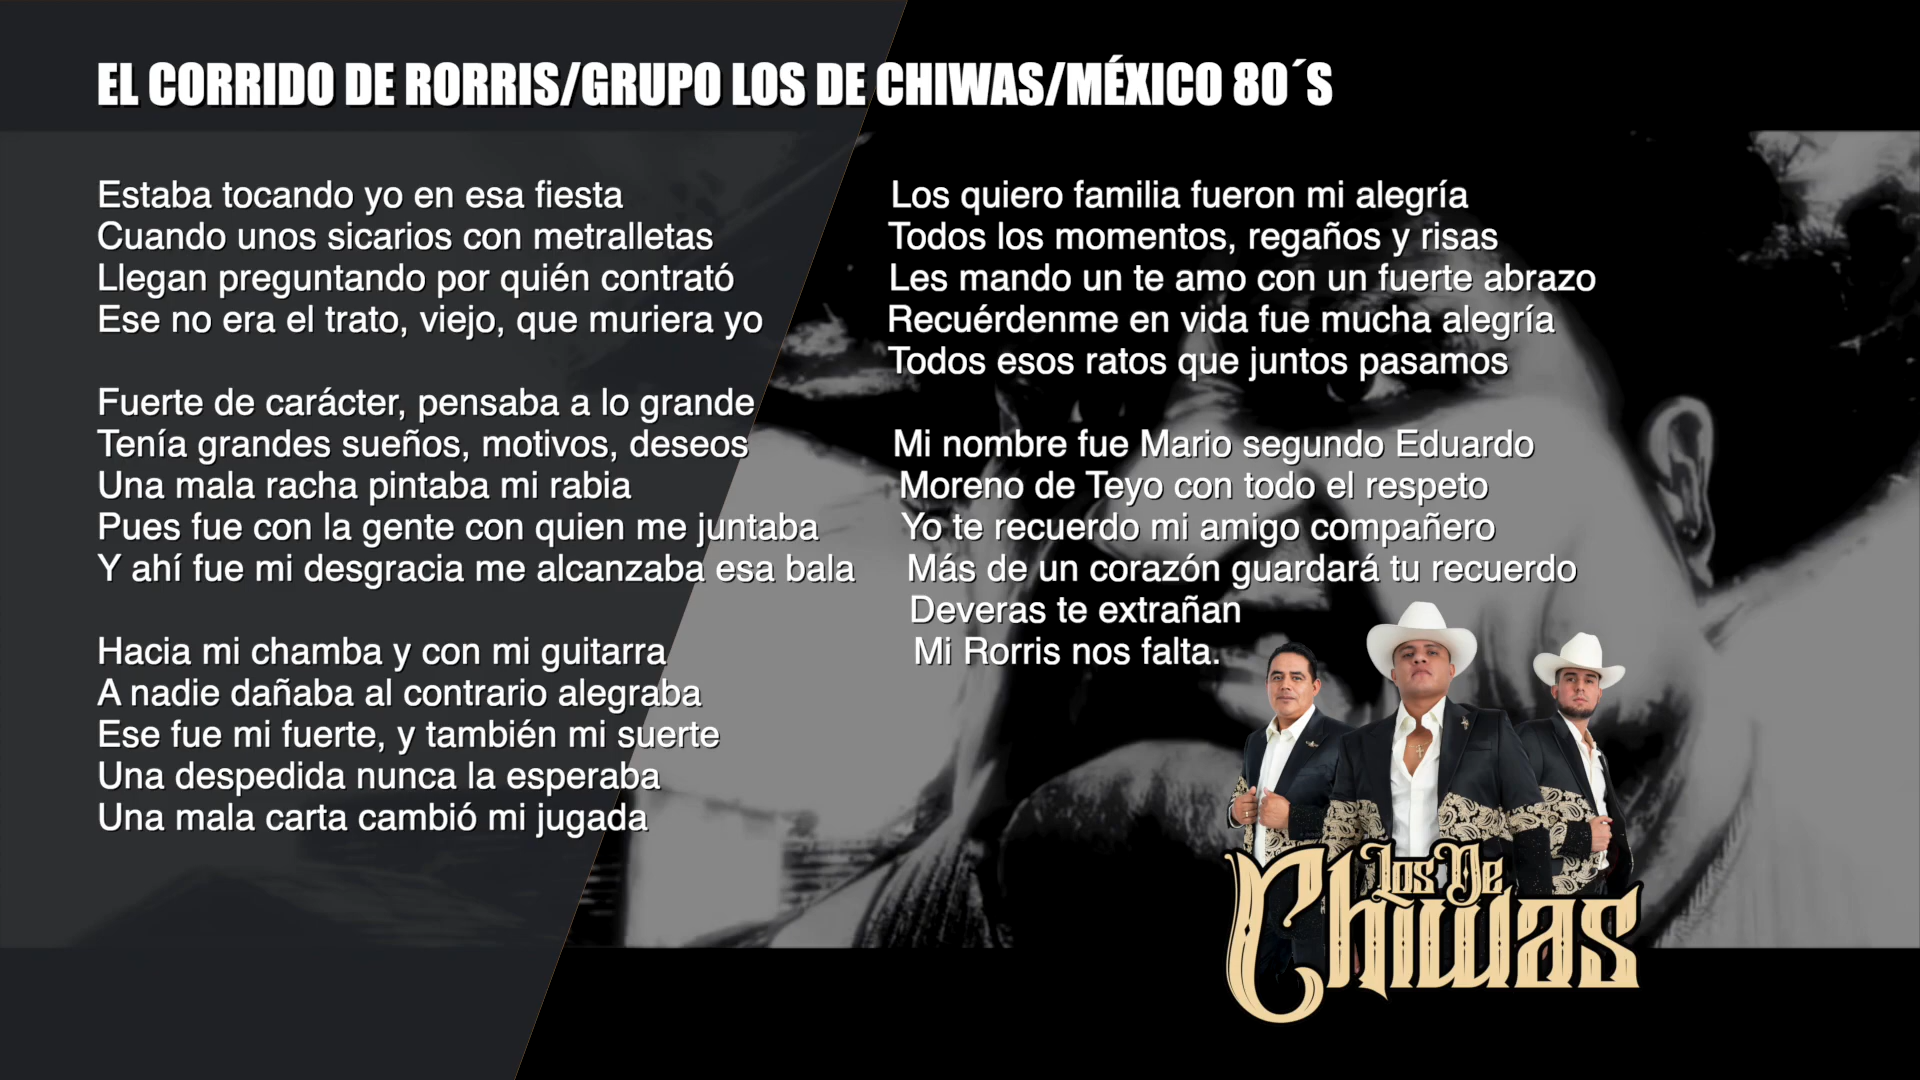 EL CORRIDO DE RORRIS/GRUPO LOS DE CHIWAS/MÉXICO 80´S
Estaba tocando yo en esa fiesta
Cuando unos sicarios con metralletas
Llegan preguntando por quién contrató
Ese no era el trato, viejo, que muriera yo
Fuerte de carácter, pensaba a lo grande
Tenía grandes sueños, motivos, deseos
Una mala racha pintaba mi rabia
Pues fue con la gente con quien me juntaba
Y ahí fue mi desgracia me alcanzaba esa bala
Hacia mi chamba y con mi guitarra
A nadie dañaba al contrario alegraba
Ese fue mi fuerte, y también mi suerte
Una despedida nunca la esperaba
Una mala carta cambió mi jugada
Los quiero familia fueron mi alegría
Todos los momentos, regaños y risas
Les mando un te amo con un fuerte abrazo
Recuérdenme en vida fue mucha alegría
Todos esos ratos que juntos pasamos
Mi nombre fue Mario segundo Eduardo
Moreno de Teyo con todo el respeto
Yo te recuerdo mi amigo compañero
Más de un corazón guardará tu recuerdo
Deveras te extrañan
Mi Rorris nos falta.
Los De
Chiwas